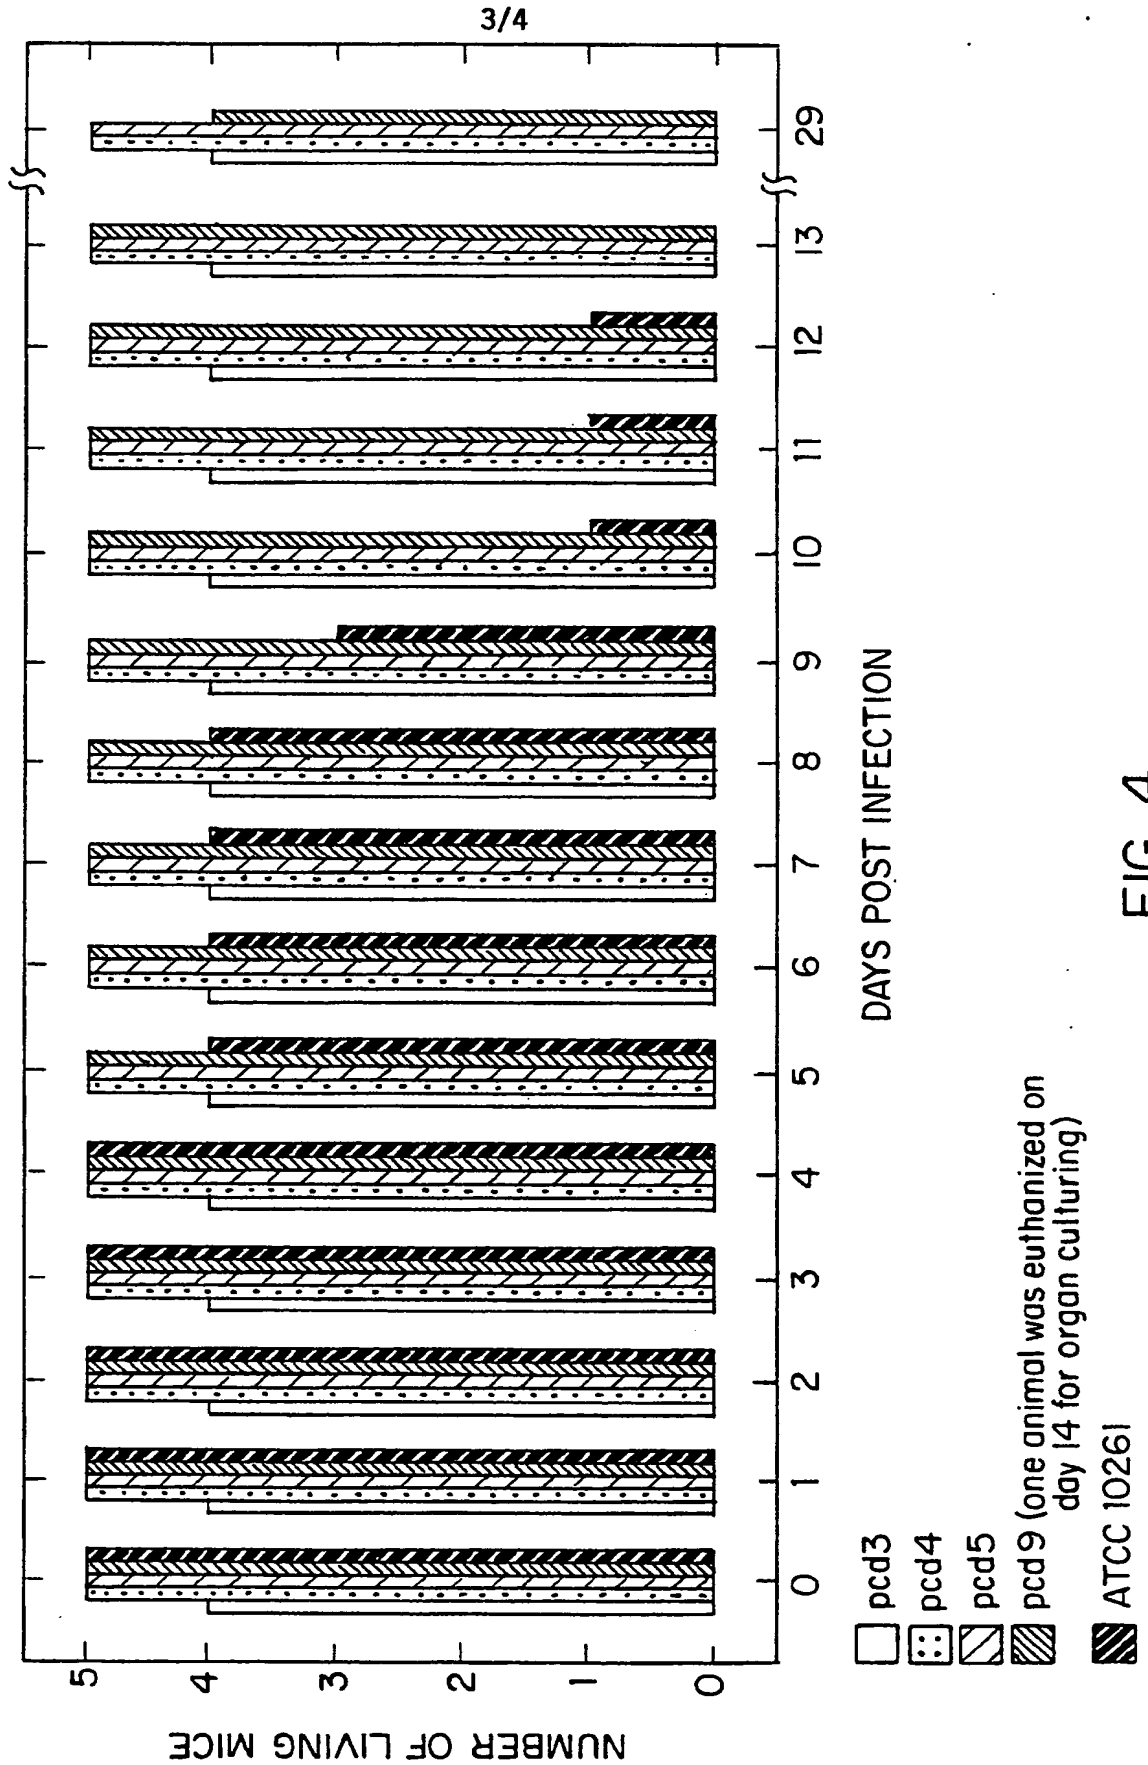 3/4
NUMBER OF LIVING MICE
5
4
3
2
1
0
0 1 2 3 4 5 6 7 8 9 10 11 12 13 29
DAYS POST INFECTION
pcd3
pcd4
pcd5
pcd 9 (one animal was euthanized on
day 14 for organ culturing)
ATCC 10261
FIG. 4